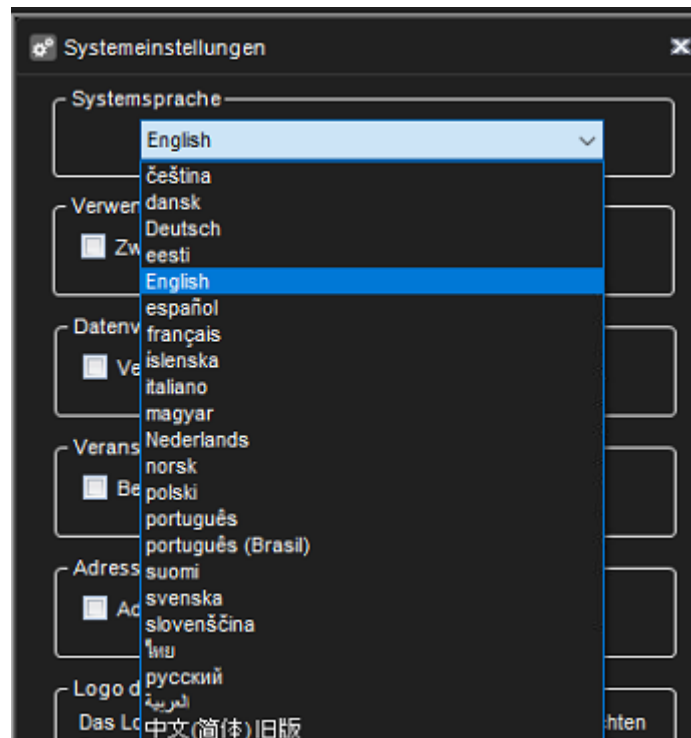 Systemeinstellungen
Systemsprache
English
čeština
dansk
Deutsch
eesti
English
español
français
íslenska
italiano
magyar
Nederlands
norsk
polski
português
português (Brasil)
suomi
svenska
slovenščina
ไทย
русский
العربية
中文(简体)旧版
Verwen
Zw
Datenv
Ve
Verans
Be
Adress
Ad
Logo d
Das Lo
hten